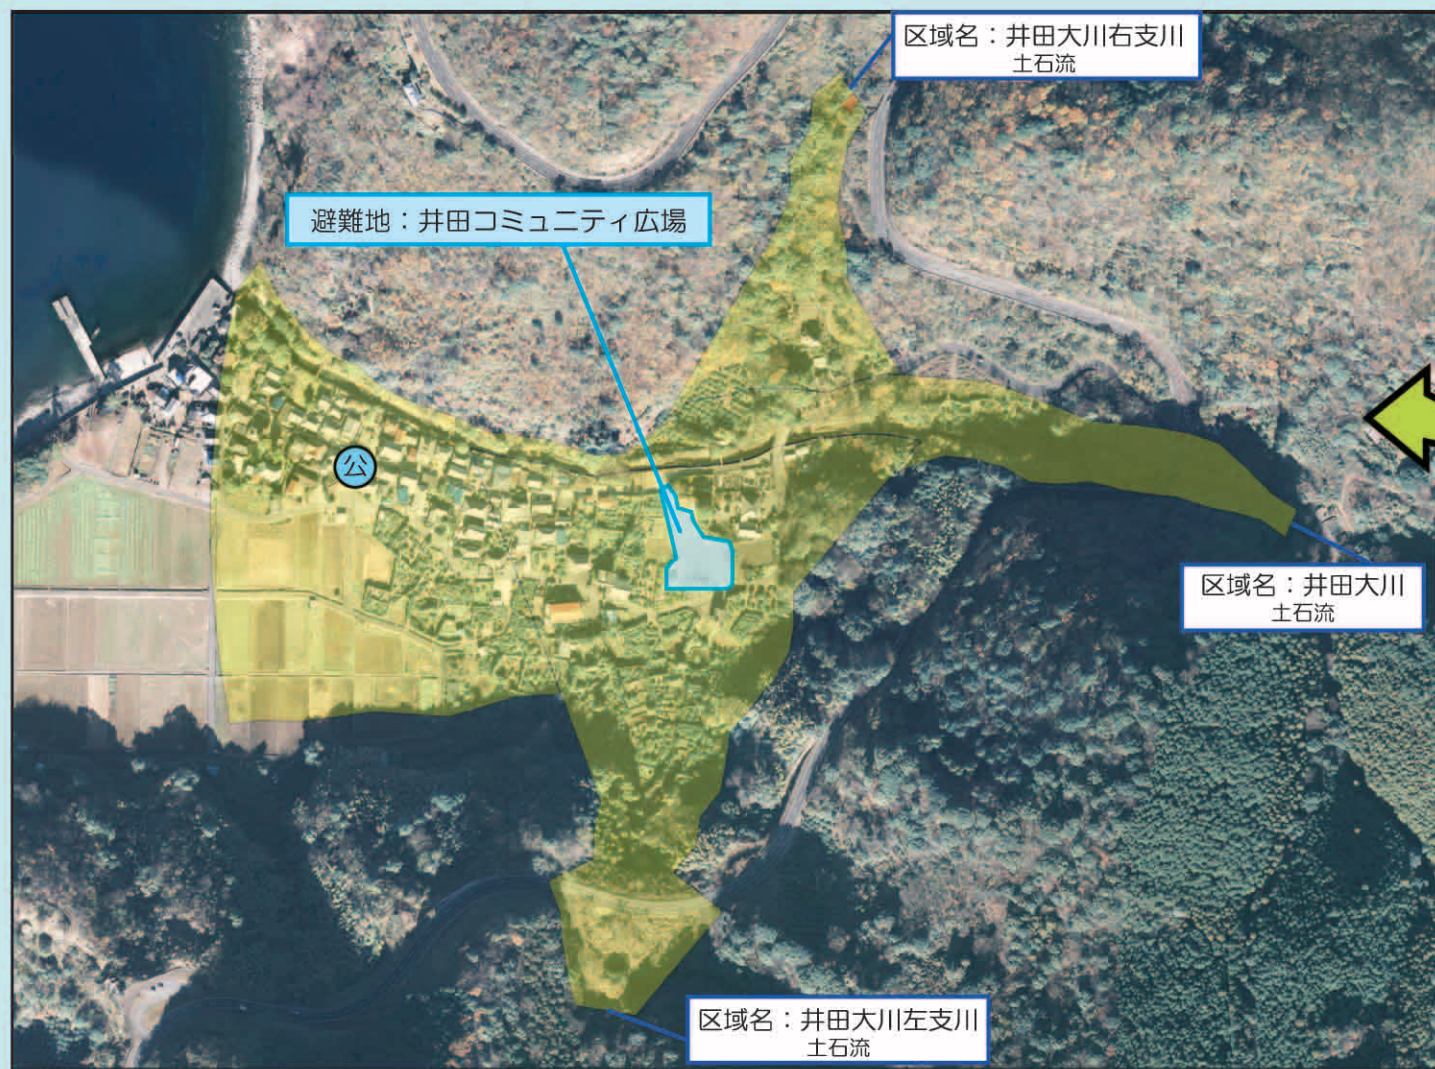 区域名：井田大川右支川
土石流
避難地：井田コミュニティ広場
公
区域名：井田大川
土石流
区域名：井田大川左支川
土石流